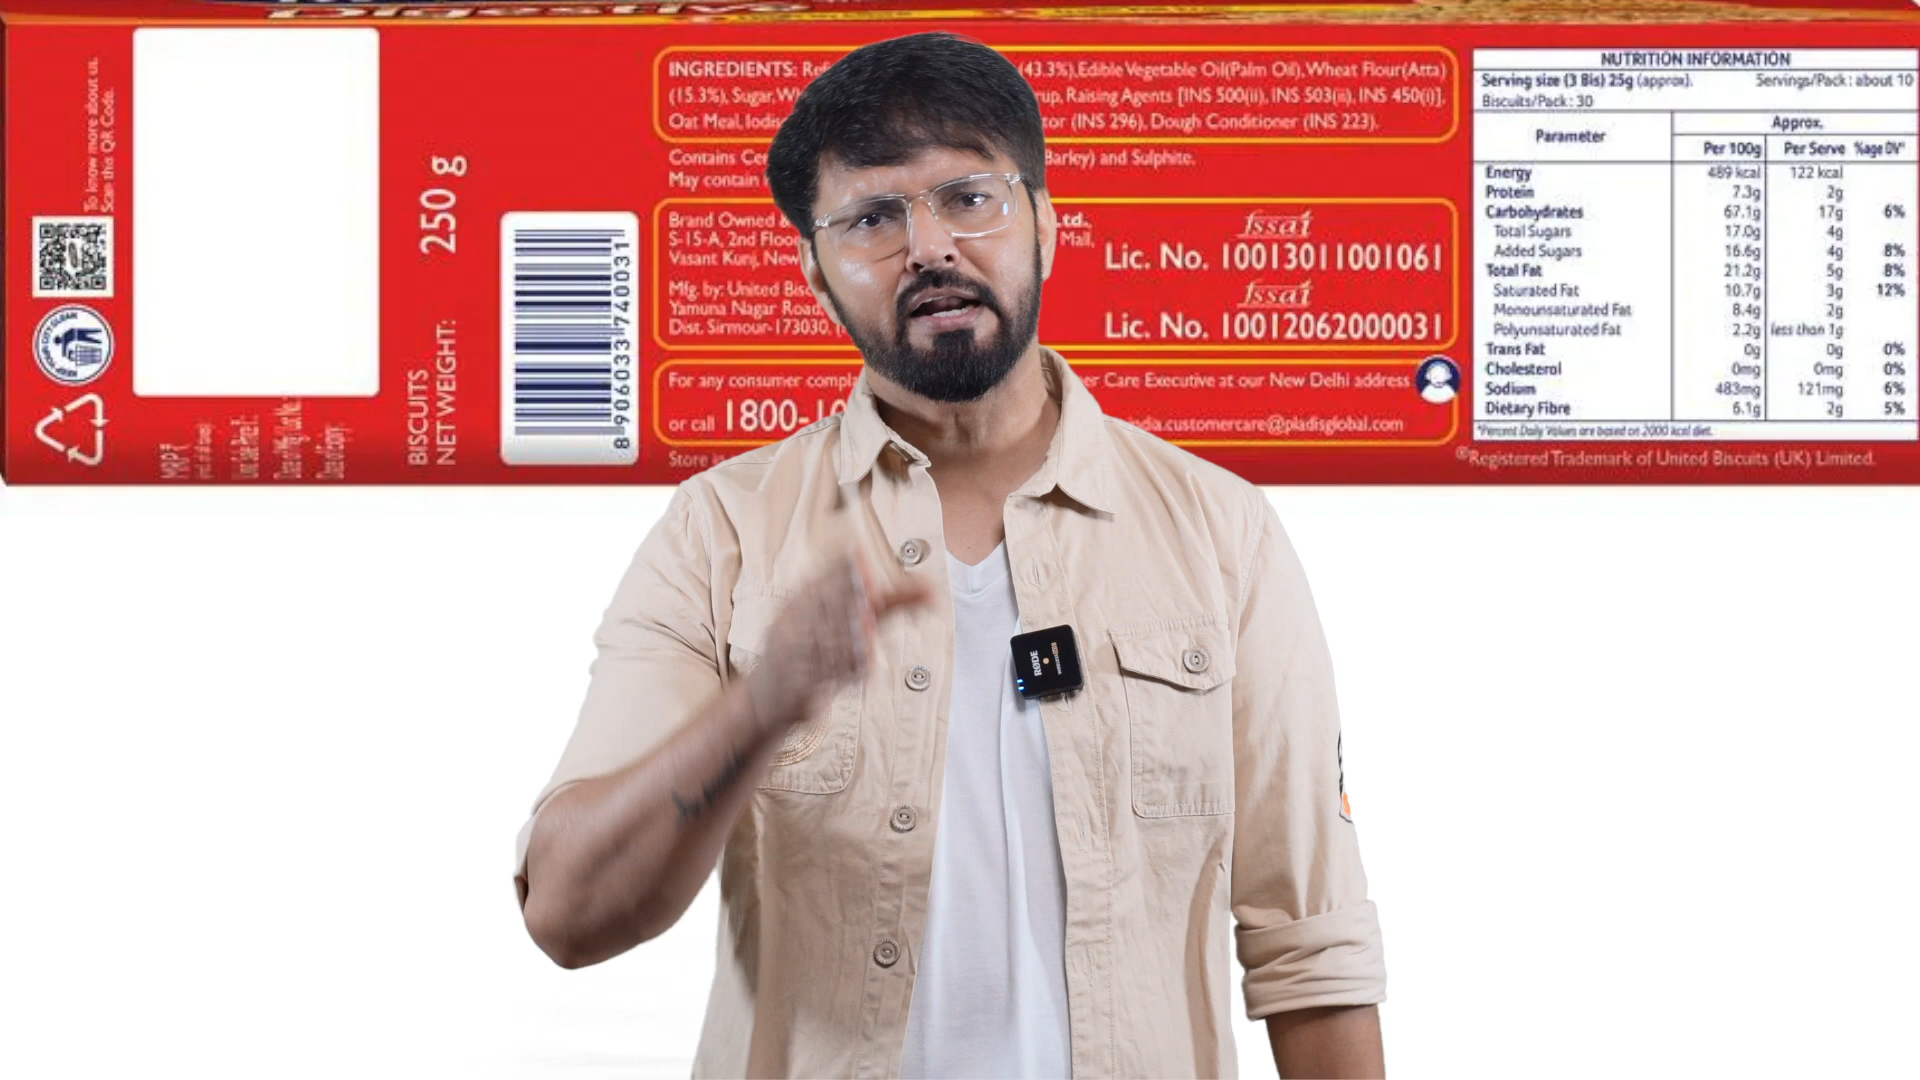 Digestive
To know more about us,
Scan this QR Code.
KEEP YOUR CITY CLEAN
BISCUITS
NET WEIGHT: 250 g
8 906033 740031
INGREDIENTS: Ref (43.3%),Edible Vegetable Oil(Palm Oil),Wheat Flour(Atta)
(15.3%), Sugar, Wh rup, Raising Agents [INS 500(ii), INS 503(ii), INS 450(i)],
Oat Meal, Iodis tor (INS 296), Dough Conditioner (INS 223).
Contains Cer Barley) and Sulphite.
May contain
Brand Owned & Ltd.,
S-15-A, 2nd Floor Mall,
Vasant Kunj, New
Mfg. by: United Bisc
Yamuna Nagar Road,
Dist. Sirmour-173030,
fssai
Lic. No. 10013011001061
fssai
Lic. No. 10012062000031
For any consumer compla er Care Executive at our New Delhi address
or call 1800-10 dia.customercare@pladisglobal.com
Store in
NUTRITION INFORMATION
Serving size (3 Bis) 25g (approx). Servings/Pack: about 10
Biscuits/Pack: 30
Parameter Approx.
Per 100g Per Serve %age DV*
Energy 489 kcal 122 kcal
Protein 7.3g 2g
Carbohydrates 67.1g 17g 6%
Total Sugars 17.0g 4g
Added Sugars 16.6g 4g 8%
Total Fat 21.2g 5g 8%
Saturated Fat 10.7g 3g 12%
Monounsaturated Fat 8.4g 2g
Polyunsaturated Fat 2.2g less than 1g
Trans Fat 0g 0g 0%
Cholesterol 0mg 0mg 0%
Sodium 483mg 121mg 6%
Dietary Fibre 6.1g 2g 5%
*Percent Daily Values are based on 2000 kcal diet.
®Registered Trademark of United Biscuits (UK) Limited.
RØDE